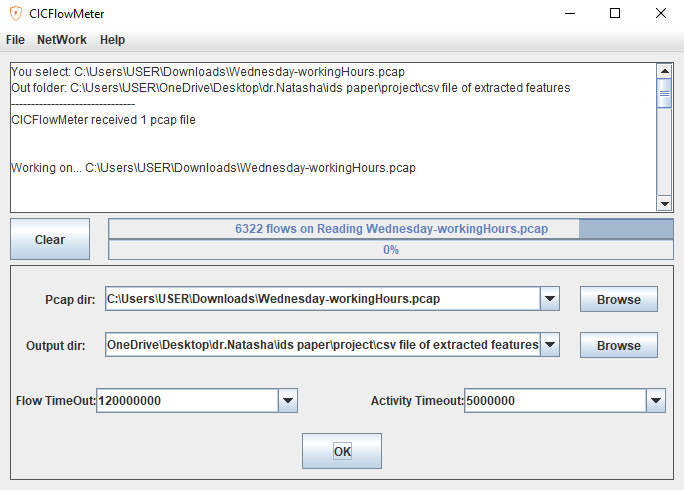 CICFlowMeter
File NetWork Help
You select: C:\Users\USER\Downloads\Wednesday-workingHours.pcap
Out folder: C:\Users\USER\OneDrive\Desktop\dr.Natasha\ids paper\project\csv file of extracted features
-------------------------------
CICFlowMeter received 1 pcap file
Working on... C:\Users\USER\Downloads\Wednesday-workingHours.pcap
Clear
6322 flows on Reading Wednesday-workingHours.pcap
0%
Pcap dir: C:\Users\USER\Downloads\Wednesday-workingHours.pcap Browse
Output dir: OneDrive\Desktop\dr.Natasha\ids paper\project\csv file of extracted features Browse
Flow TimeOut: 120000000 Activity Timeout: 5000000
OK